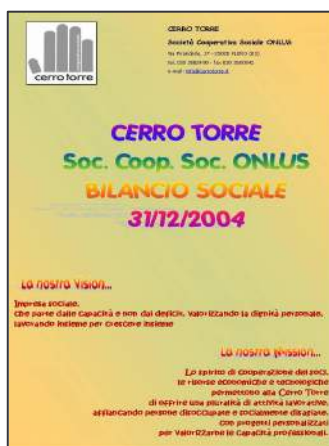 cerro torre
CERRO TORRE
Società Cooperativa Sociale ONLUS
CERRO TORRE
Soc. Coop. Soc. ONLUS
BILANCIO SOCIALE
31/12/2004
La nostra Vision...
Impresa sociale,
che parte dalle capacità e non dai deficit, valorizzando la dignità personale,
lavorando insieme per crescere insieme
La nostra Mission...
Lo spirito di cooperazione dei soci,
le risorse economiche e tecnologiche
permettono alla Cerro Torre
di offrire una pluralità di attività lavorative,
affiancando persone disoccupate e socialmente disagiate,
con progetti personalizzati
per valorizzarne le capacità professionali.